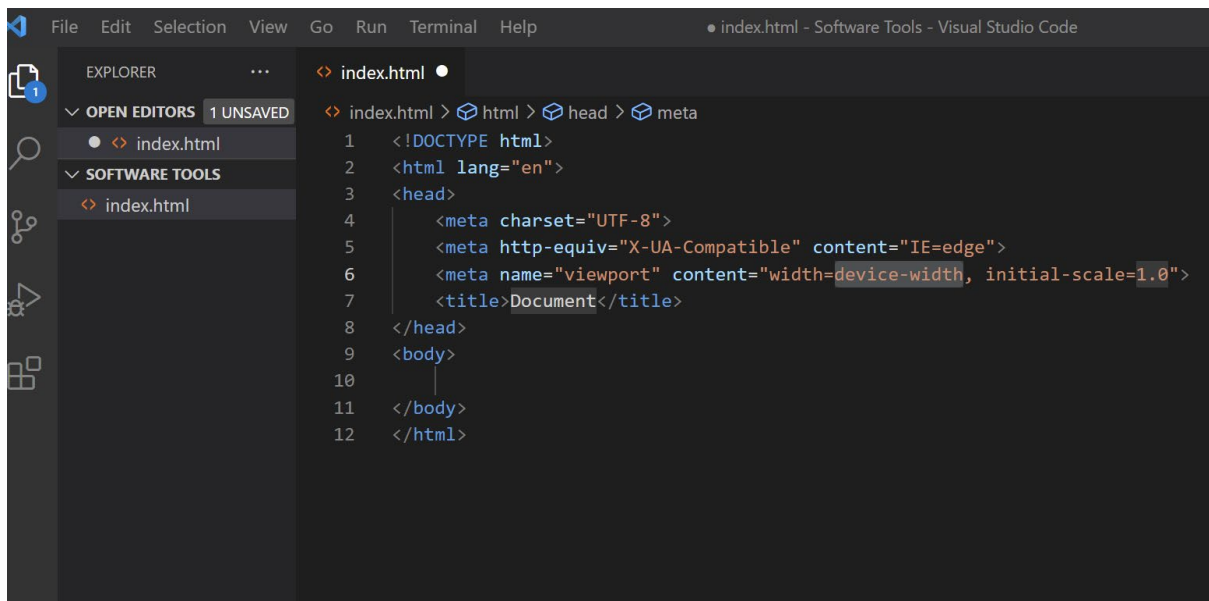 File Edit Selection View Go Run Terminal Help ● index.html - Software Tools - Visual Studio Code
EXPLORER ...
1
OPEN EDITORS 1 UNSAVED
index.html
SOFTWARE TOOLS
index.html
index.html ●
index.html > html > head > meta
1 <!DOCTYPE html>
2 <html lang="en">
3 <head>
4 <meta charset="UTF-8">
5 <meta http-equiv="X-UA-Compatible" content="IE=edge">
6 <meta name="viewport" content="width=device-width, initial-scale=1.0">
7 <title>Document</title>
8 </head>
9 <body>
10
11 </body>
12 </html>